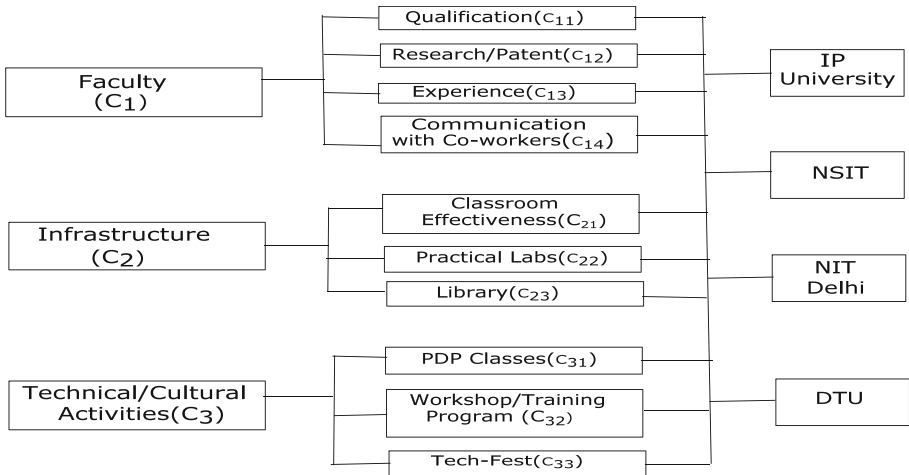 Faculty
(C1)
Infrastructure
(C2)
Technical/Cultural
Activities(C3)
Qualification(C11)
Research/Patent(C12)
Experience(C13)
Communication
with Co-workers(C14)
Classroom
Effectiveness(C21)
Practical Labs(C22)
Library(C23)
PDP Classes(C31)
Workshop/Training
Program (C32)
Tech-Fest(C33)
IP
University
NSIT
NIT
Delhi
DTU